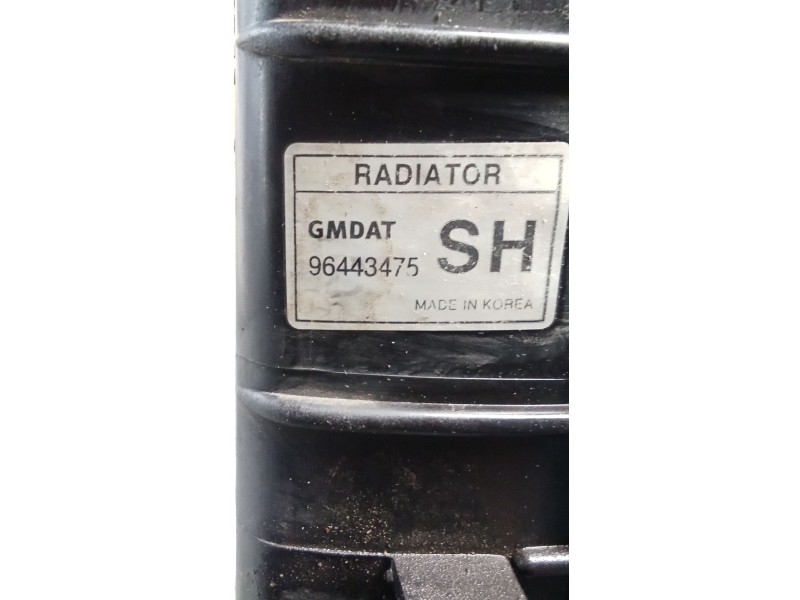 RADIATOR
GMDAT
SH
96443475
MADE IN KOREA